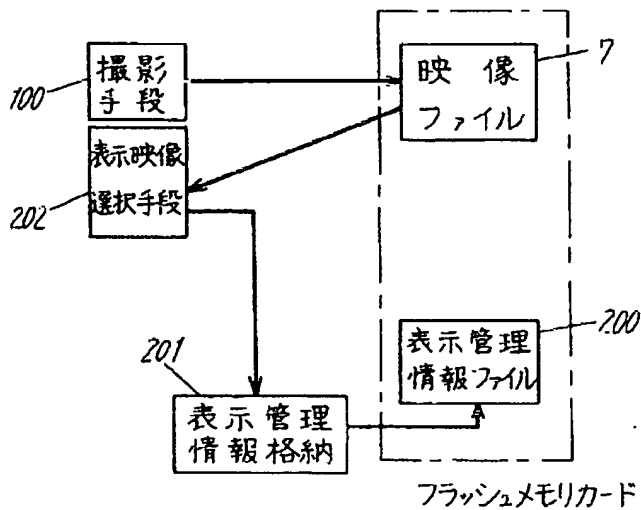 100
撮影
手段
7
映像
ファイル
202
表示映像
選択手段
201
表示管理
情報格納
200
表示管理
情報ファイル
フラッシュメモリカード